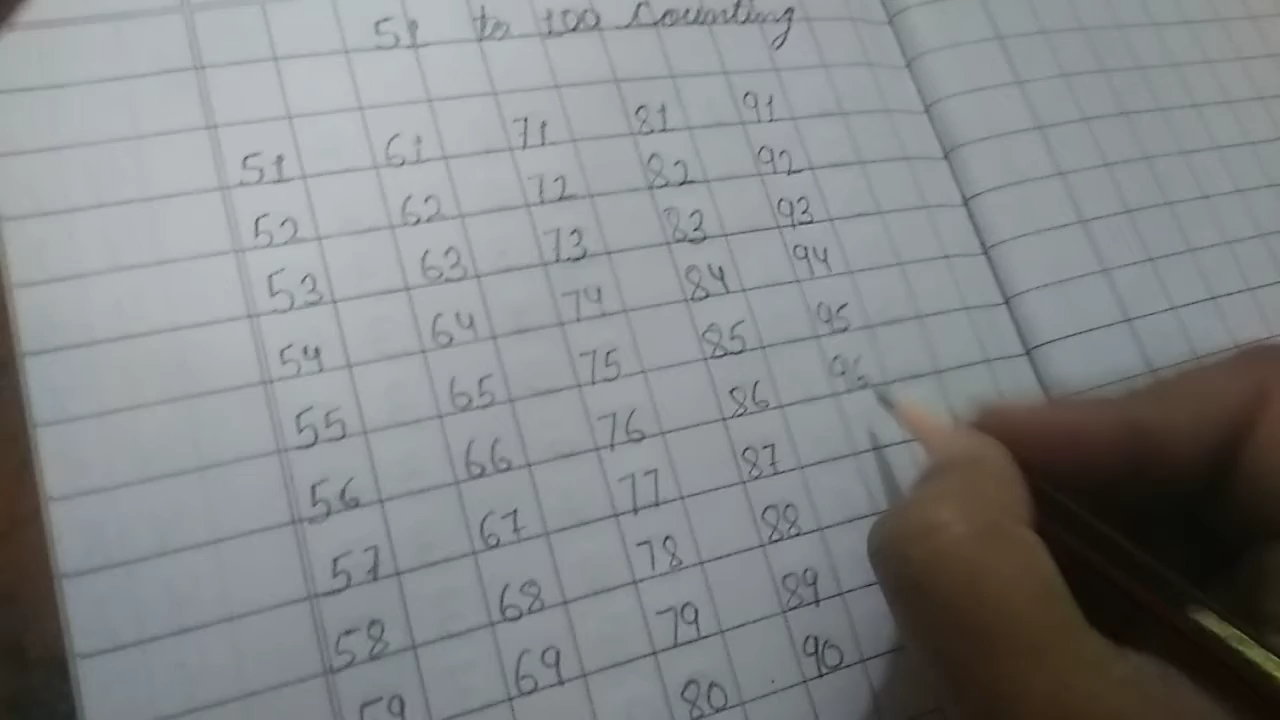 51 to 100 Counting
51 61 71 81 91
52 62 72 82 92
53 63 73 83 93
54 64 74 84 94
55 65 75 85 95
56 66 76 86 96
57 67 77 87
58 68 78 88
59 69 79 89
80 90